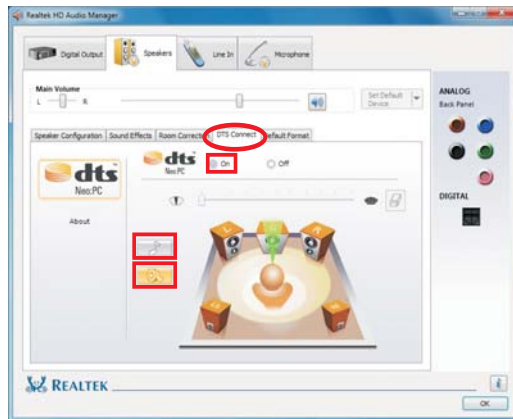 Realtek HD Audio Manager
Digital Output
Speakers
Line In
Microphone
Main Volume
L
R
Set Default
Device
ANALOG
Back Panel
Speaker Configuration
Sound Effects
Room Correction
DTS Connect
Default Format
dts
Neo:PC
dts
Neo:PC
On
Off
About
L
R
DIGITAL
REALTEK
i
OK